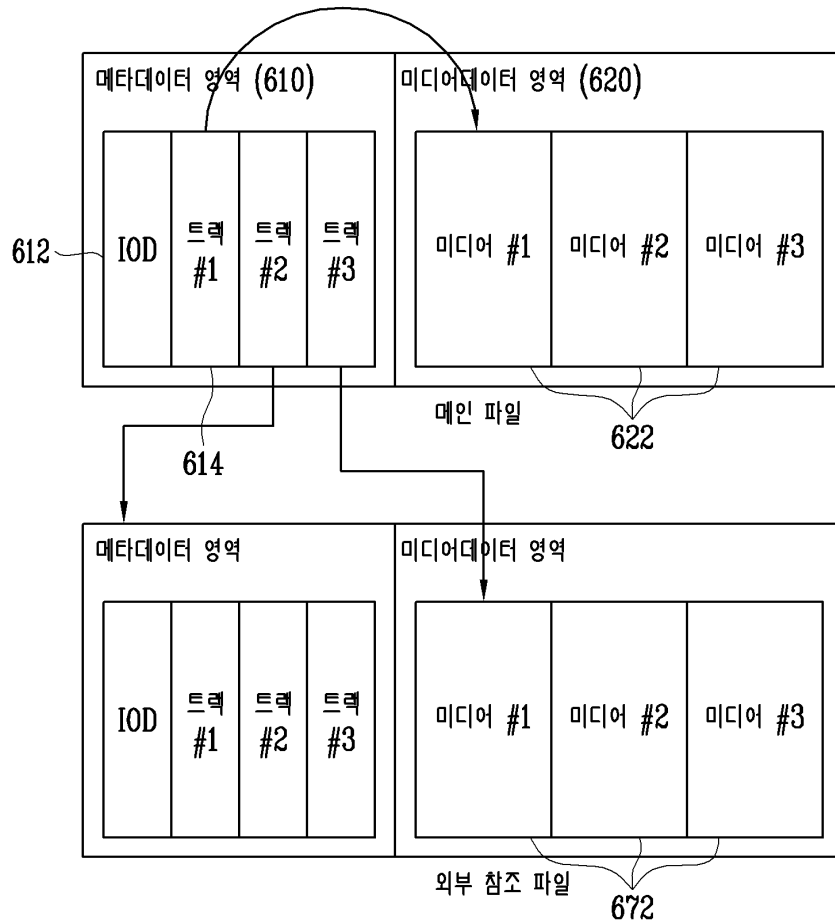 메타데이터 영역 (610)
미디어데이터 영역 (620)
612
IOD
트랙
#1
트랙
#2
트랙
#3
미디어 #1
미디어 #2
미디어 #3
메인 파일
614
622
메타데이터 영역
미디어데이터 영역
IOD
트랙
#1
트랙
#2
트랙
#3
미디어 #1
미디어 #2
미디어 #3
외부 참조 파일
672